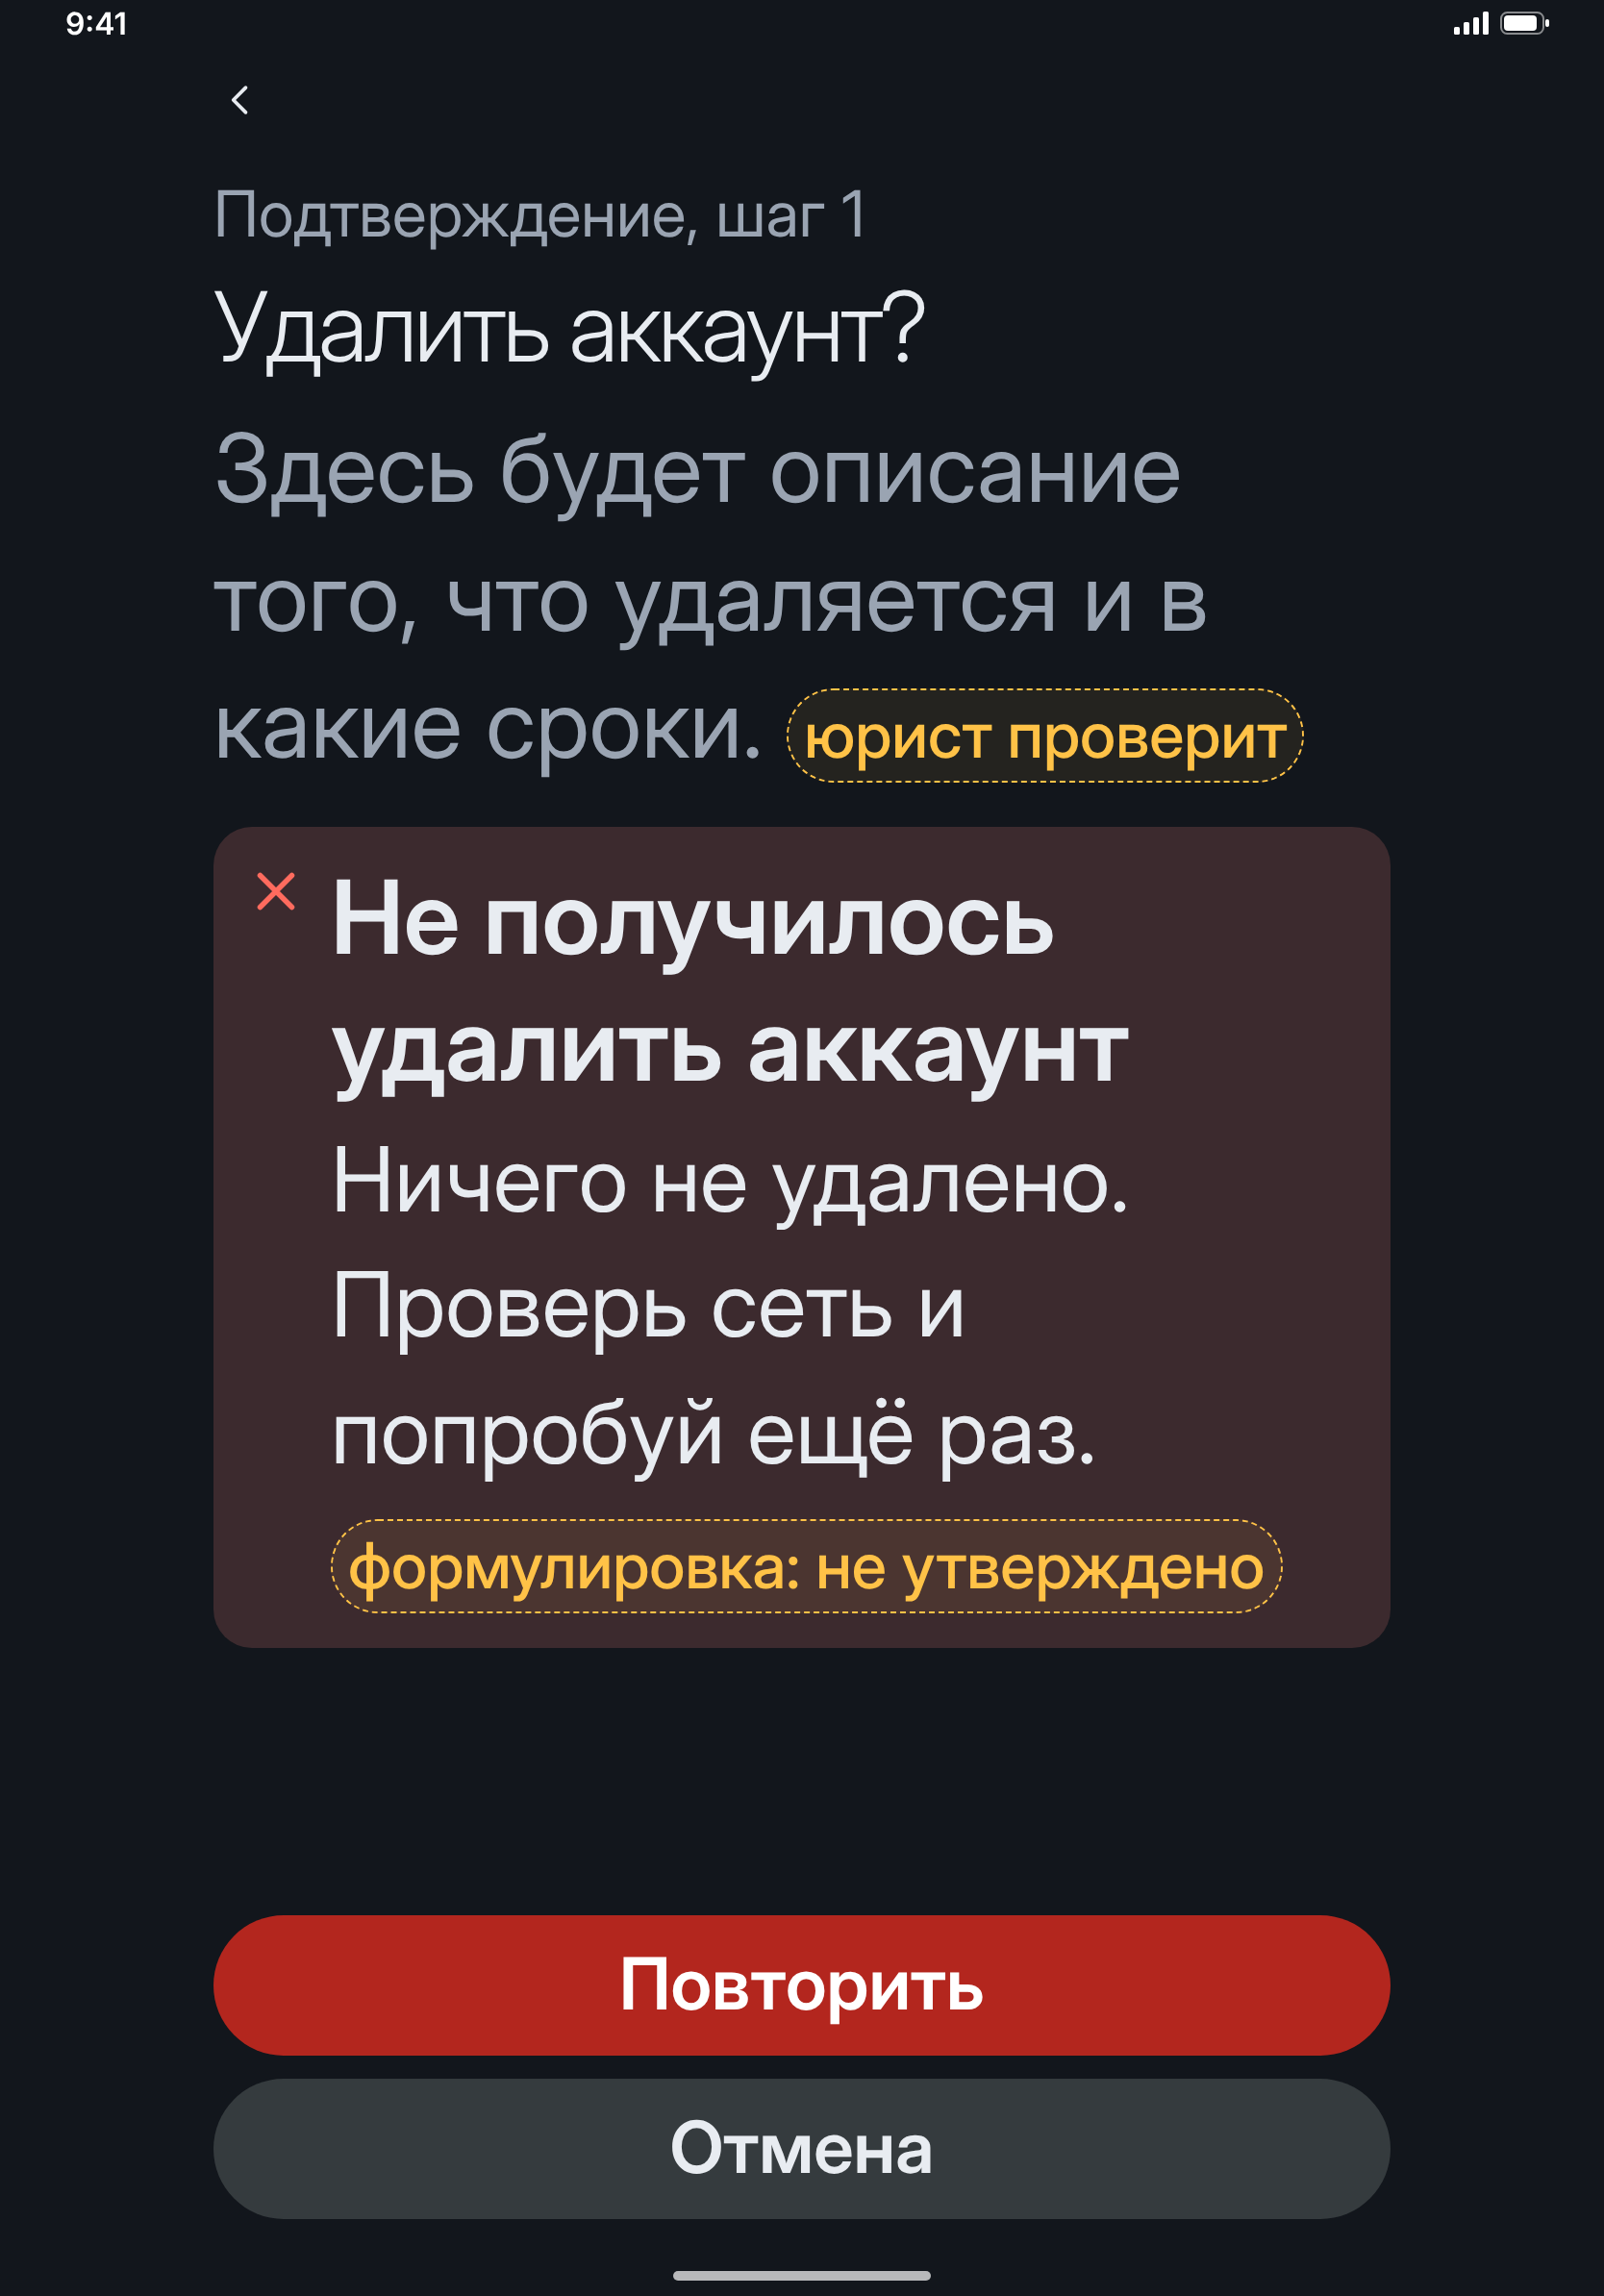 9:41
Подтверждение, шаг 1
Удалить аккаунт?
Здесь будет описание
того, что удаляется и в
какие сроки. юрист проверит
Не получилось
удалить аккаунт
Ничего не удалено.
Проверь сеть и
попробуй ещё раз.
формулировка: не утверждено
Повторить
Отмена